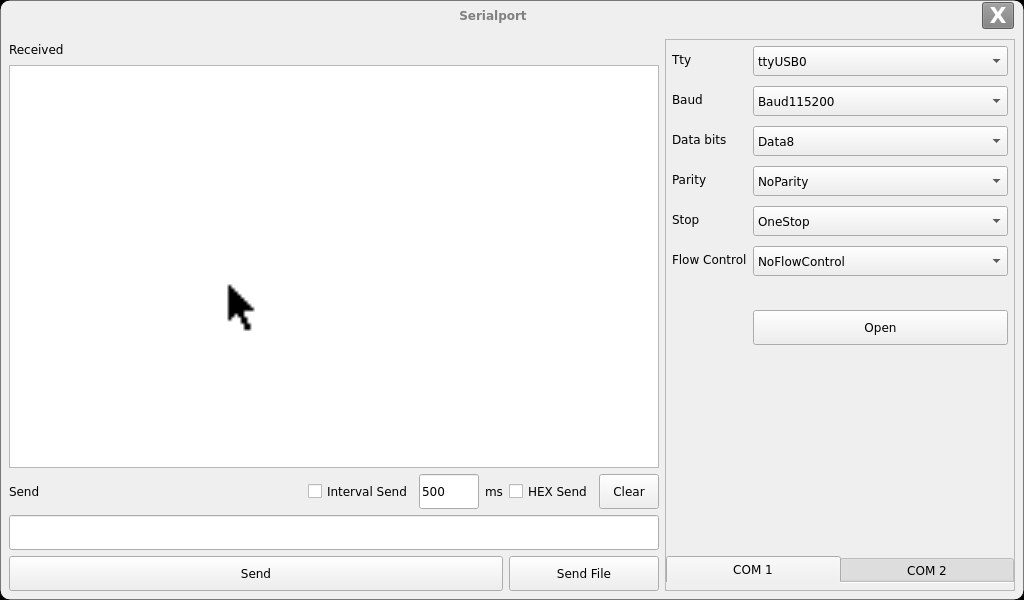 Serialport
X
Received
Tty ttyUSB0
Baud Baud115200
Data bits Data8
Parity NoParity
Stop OneStop
Flow Control NoFlowControl
Open
Send Interval Send 500 ms HEX Send Clear
Send Send File
COM 1 COM 2